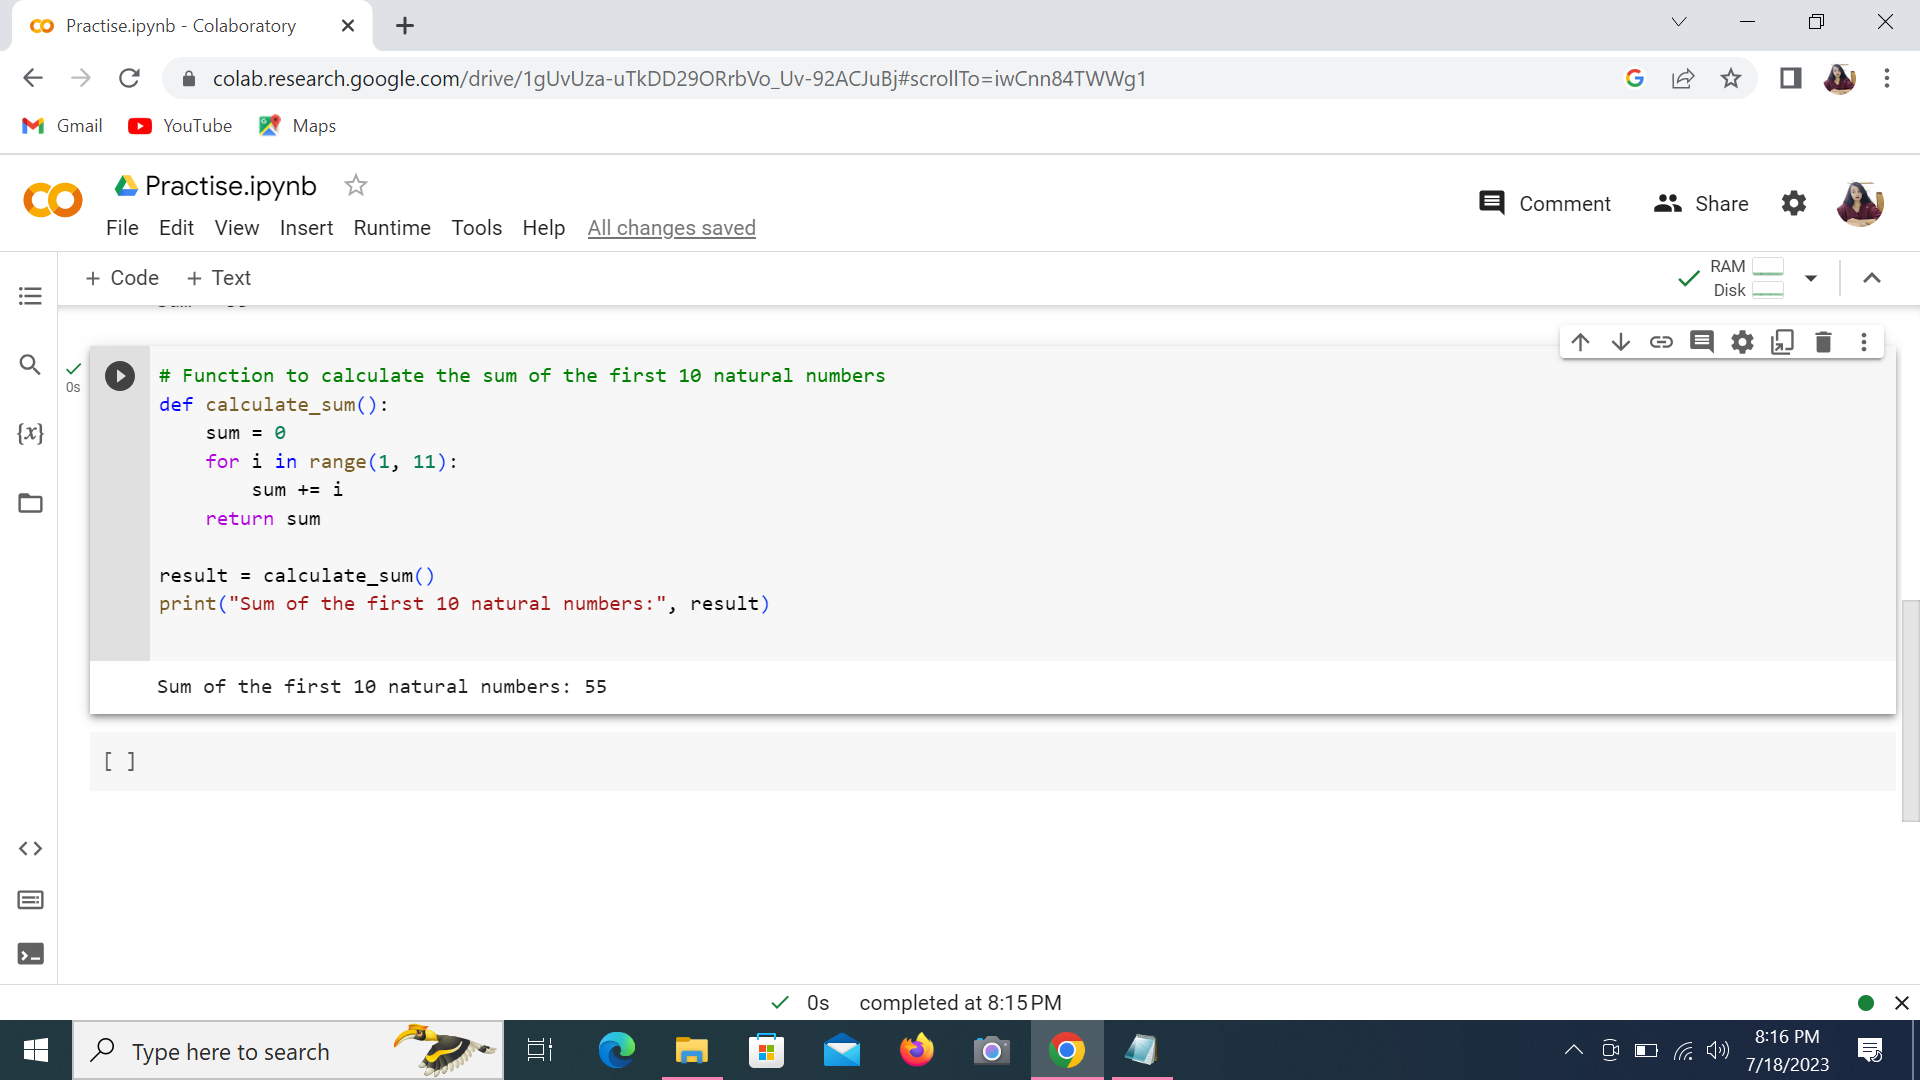 Practise.ipynb - Colaboratory
colab.research.google.com/drive/1gUvUza-uTkDD29ORrbVo_Uv-92ACJuBj#scrollTo=iwCnn84TWWg1
Gmail YouTube Maps
Practise.ipynb
File Edit View Insert Runtime Tools Help All changes saved
Comment Share
+ Code + Text
RAM
Disk
0s
# Function to calculate the sum of the first 10 natural numbers
def calculate_sum():
    sum = 0
    for i in range(1, 11):
        sum += i
    return sum
result = calculate_sum()
print("Sum of the first 10 natural numbers:", result)
Sum of the first 10 natural numbers: 55
[ ]
0s completed at 8:15 PM
Type here to search
8:16 PM
7/18/2023